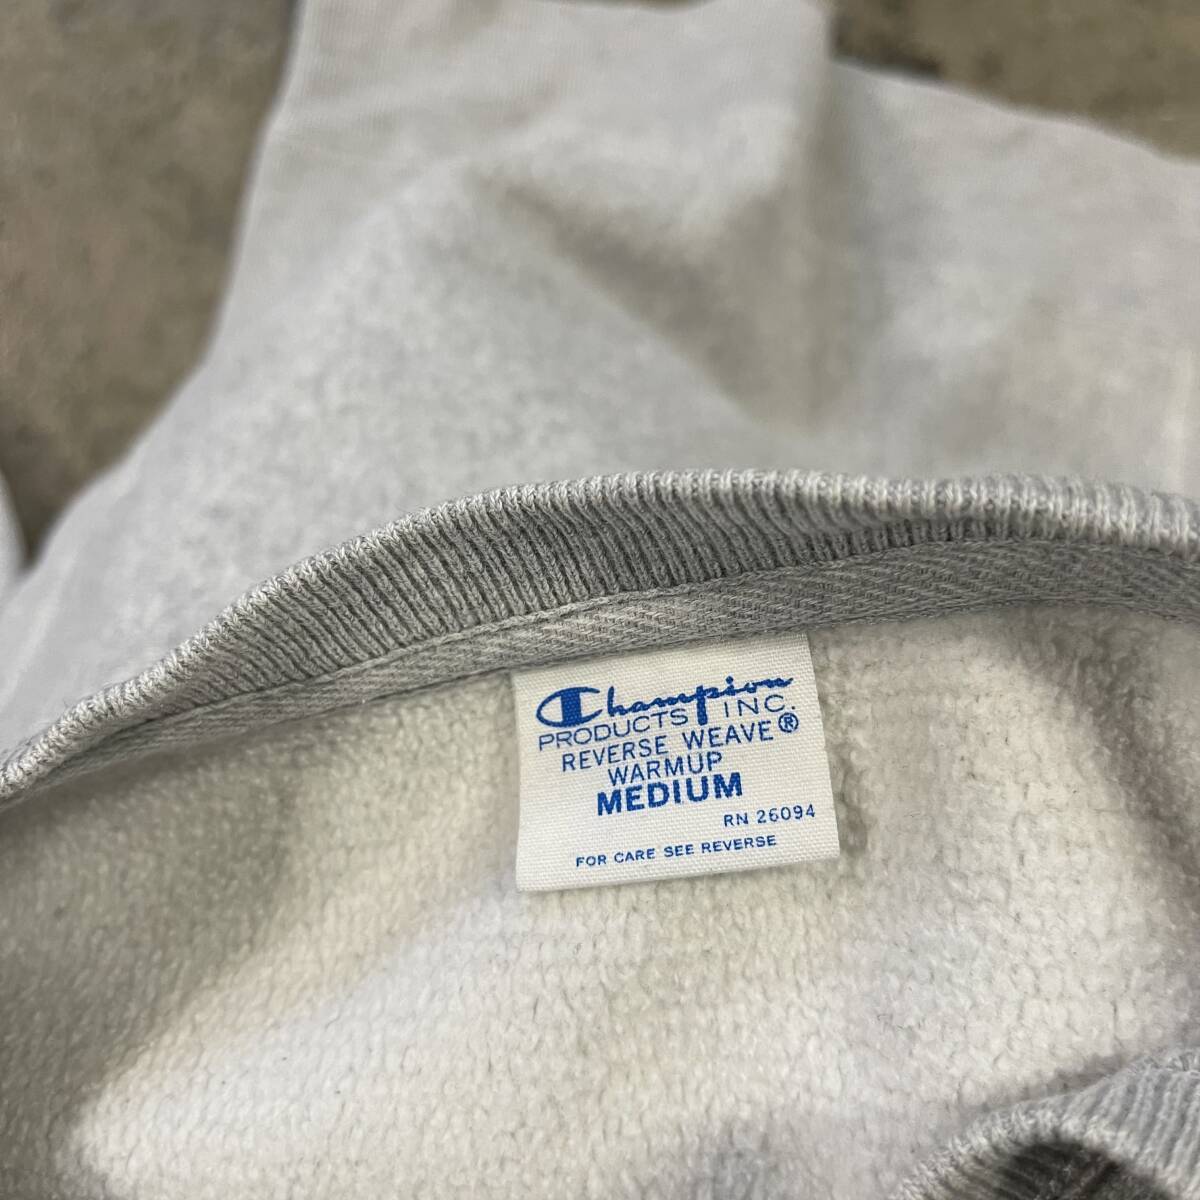 Champion
PRODUCTS INC.
REVERSE WEAVE®
WARMUP
MEDIUM
RN 26094
FOR CARE SEE REVERSE